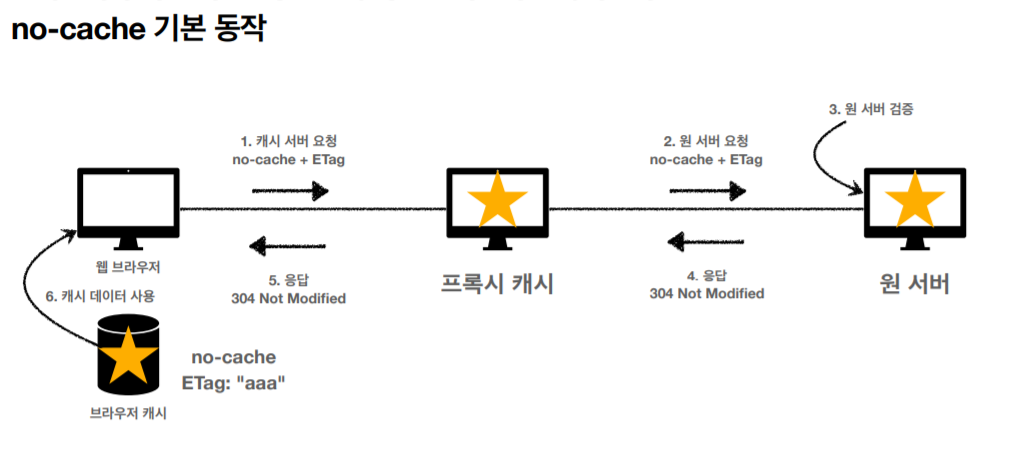 no-cache 기본 동작
3. 원 서버 검증
1. 캐시 서버 요청
no-cache + ETag
2. 원 서버 요청
no-cache + ETag
웹 브라우저
5. 응답
304 Not Modified
프록시 캐시
4. 응답
304 Not Modified
원 서버
6. 캐시 데이터 사용
no-cache
ETag: "aaa"
브라우저 캐시